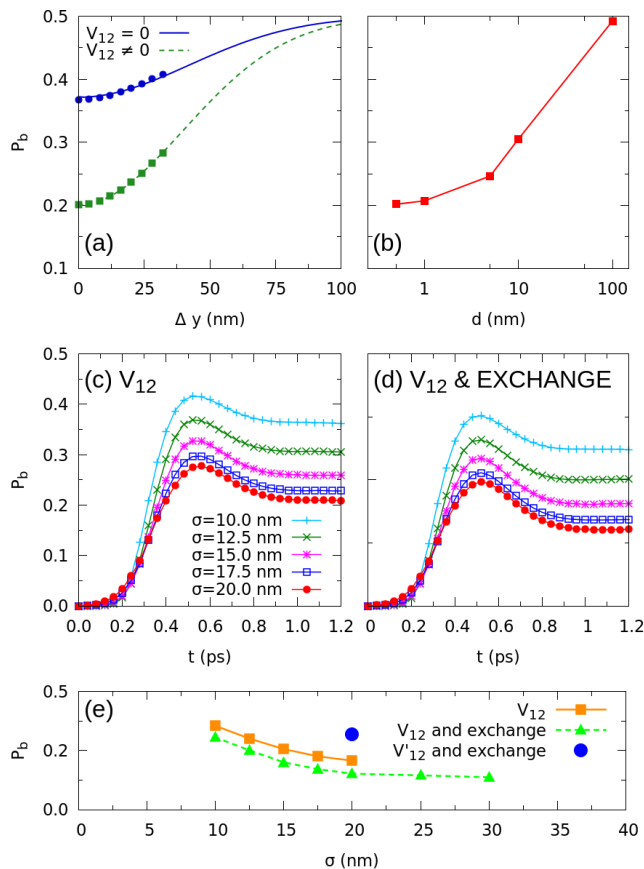 V₁₂ = 0
V₁₂ ≠ 0
0.5
0.4
0.3
0.2
0.1
P_b
(a)
0 25 50 75 100
Δ y (nm)
(b)
1 10 100
d (nm)
0.5
0.4
0.3
0.2
0.1
0.0
P_b
(c) V₁₂
σ=10.0 nm
σ=12.5 nm
σ=15.0 nm
σ=17.5 nm
σ=20.0 nm
0.0 0.2 0.4 0.6 0.8 1.0 1.2
t (ps)
(d) V₁₂ & EXCHANGE
0 0.2 0.4 0.6 0.8 1 1.2
t (ps)
0.5
0.2
0.0
P_b
(e)
V₁₂
V₁₂ and exchange
V'₁₂ and exchange
0 5 10 15 20 25 30 35 40
σ (nm)